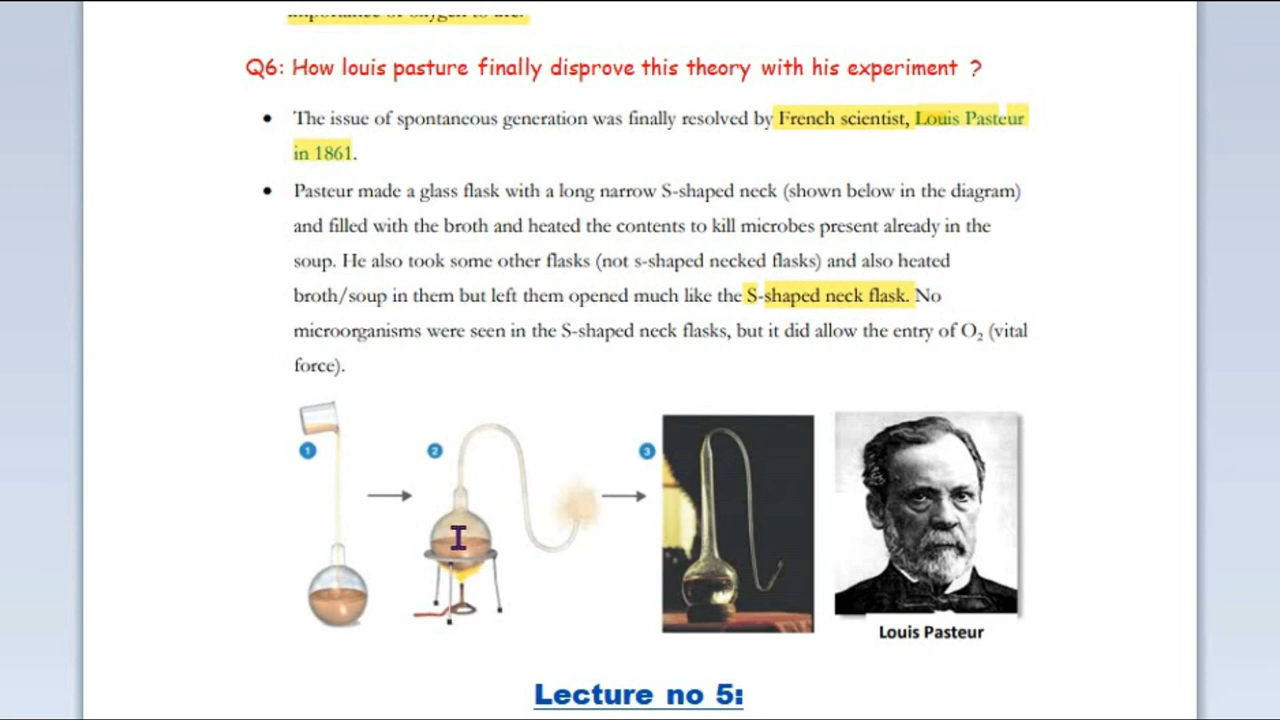 importance of oxygen to life.
Q6: How louis pasture finally disprove this theory with his experiment ?
• The issue of spontaneous generation was finally resolved by French scientist, Louis Pasteur
in 1861.
• Pasteur made a glass flask with a long narrow S-shaped neck (shown below in the diagram)
and filled with the broth and heated the contents to kill microbes present already in the
soup. He also took some other flasks (not s-shaped necked flasks) and also heated
broth/soup in them but left them opened much like the S-shaped neck flask. No
microorganisms were seen in the S-shaped neck flasks, but it did allow the entry of O₂ (vital
force).
1
2
3
Louis Pasteur
Lecture no 5: